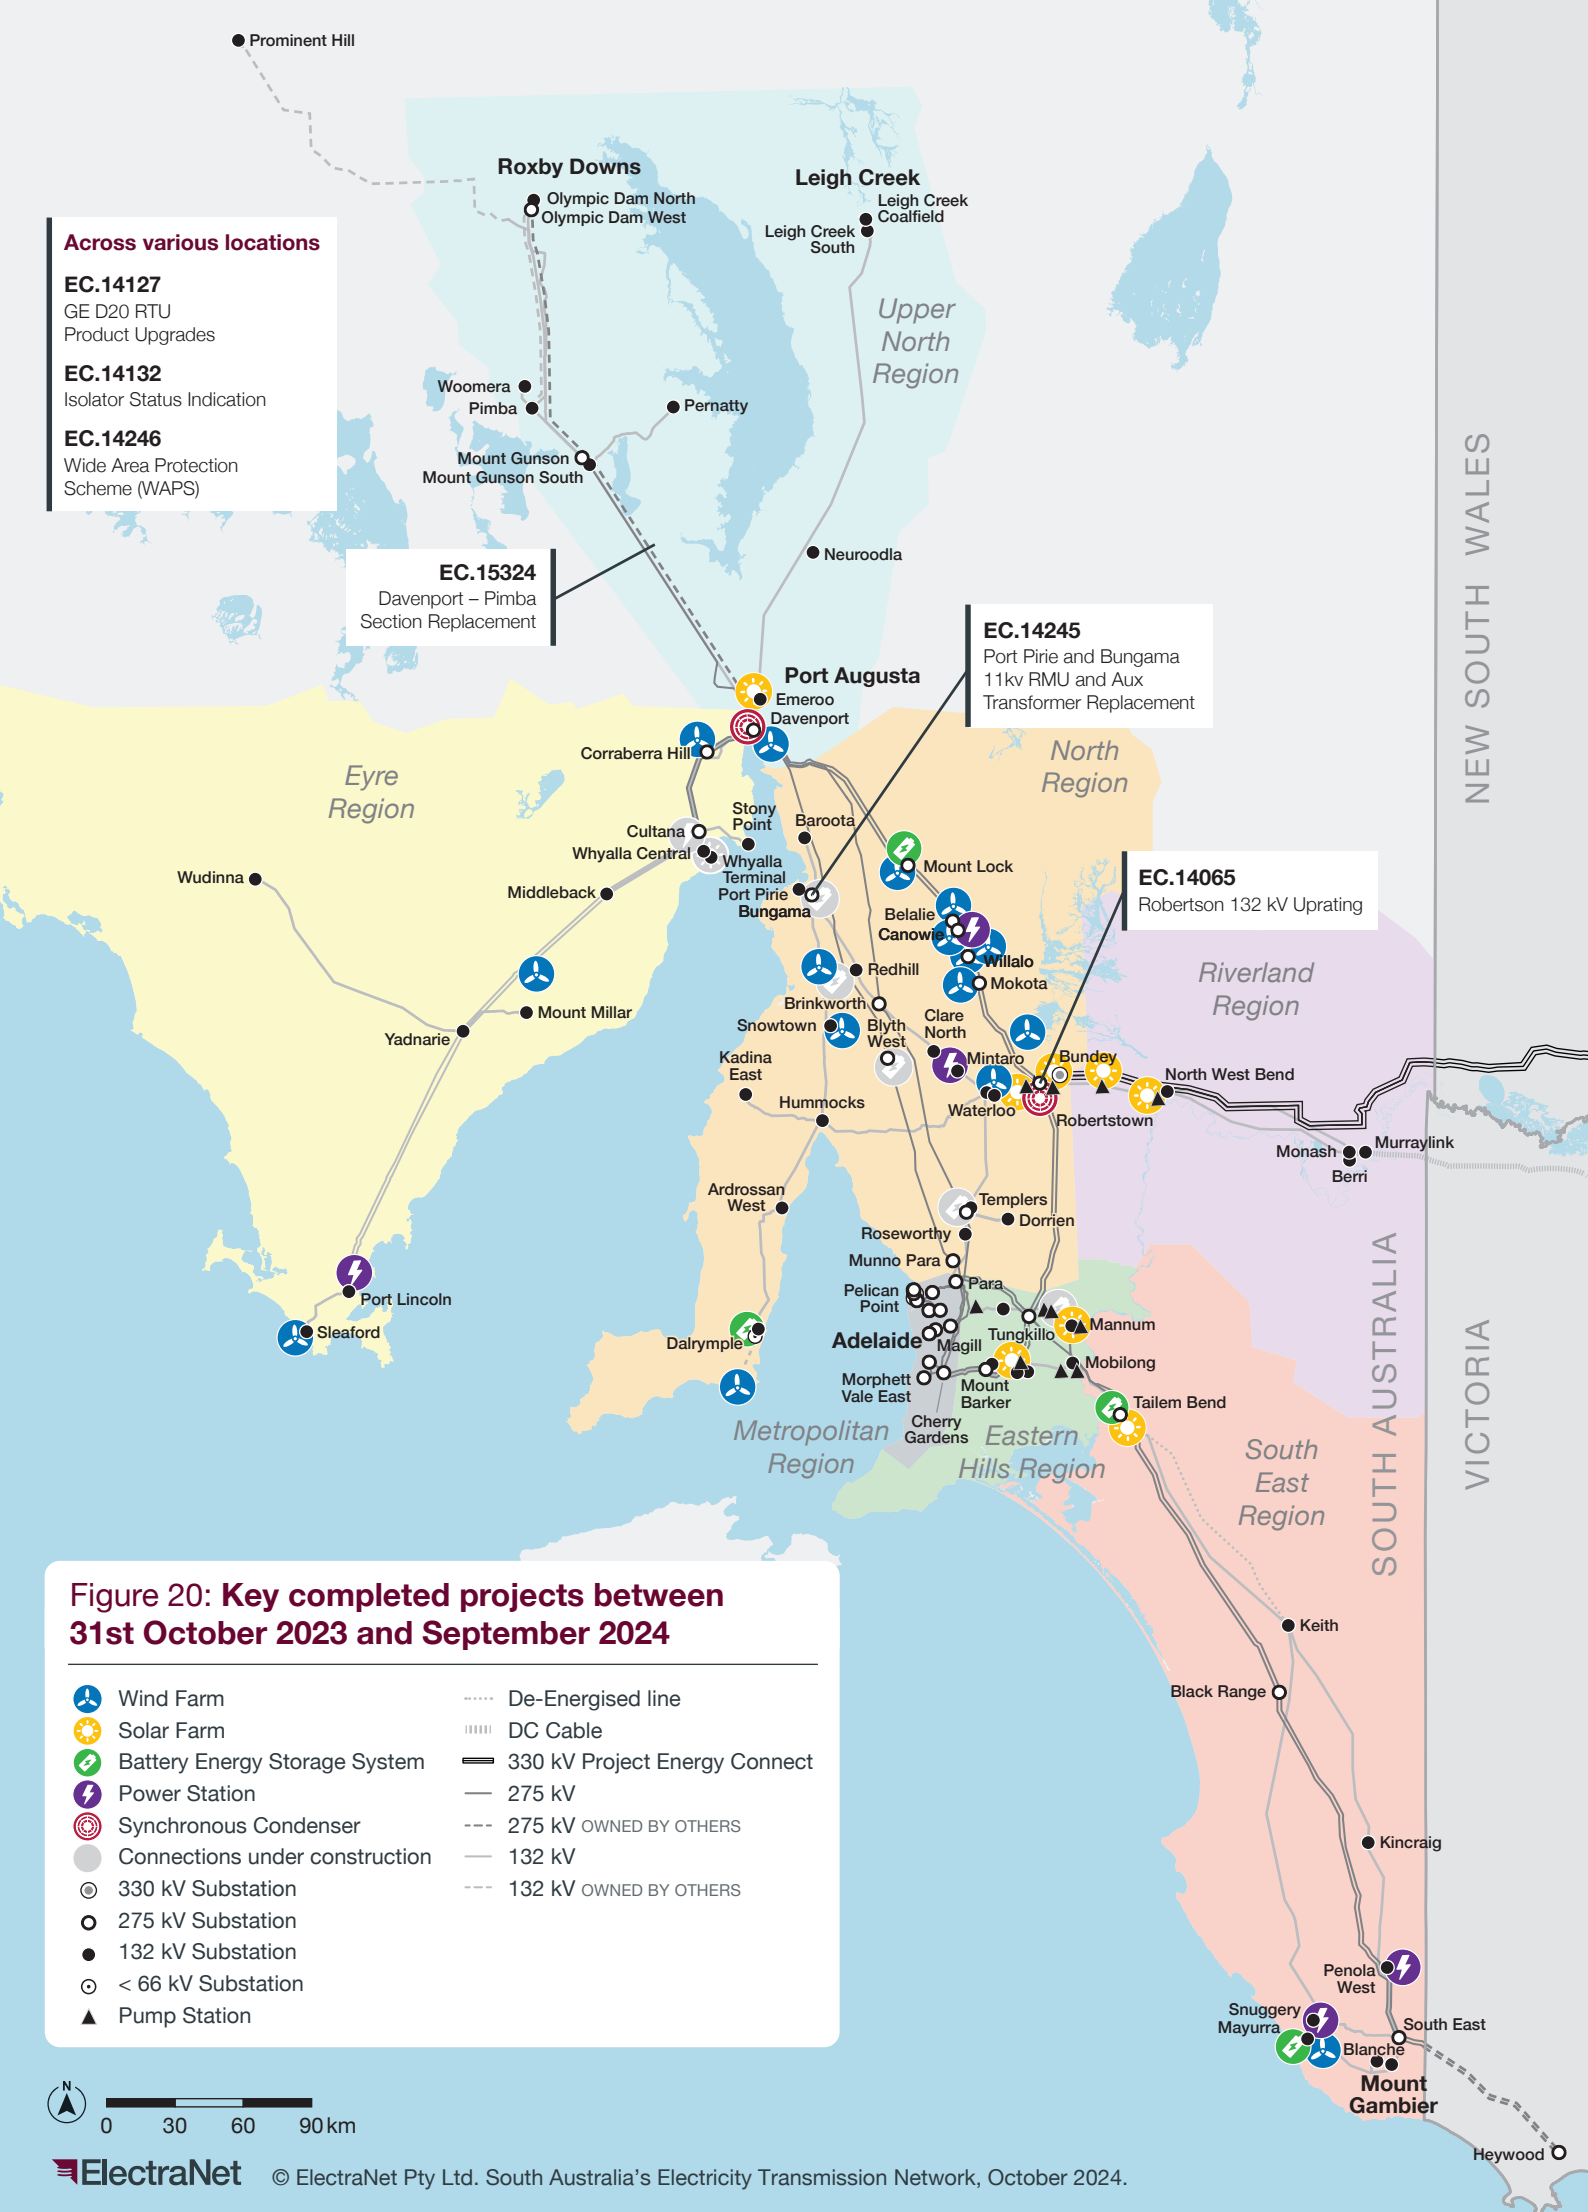 Prominent Hill
Roxby Downs
Olympic Dam North
Olympic Dam West
Leigh Creek
Leigh Creek
Coalfield
Leigh Creek
South
Across various locations
EC.14127
GE D20 RTU
Product Upgrades
EC.14132
Isolator Status Indication
EC.14246
Wide Area Protection
Scheme (WAPS)
Upper
North
Region
Woomera
Pimba
Pernatty
Mount Gunson
Mount Gunson South
NEW SOUTH WALES
Neuroodla
EC.15324
Davenport – Pimba
Section Replacement
EC.14245
Port Pirie and Bungama
11kv RMU and Aux
Transformer Replacement
Port Augusta
Emeroo
Davenport
Corraberra Hill
North
Region
Eyre
Region
Stony
Point
Baroota
Cultana
Whyalla Central
Whyalla
Terminal
Port Pirie
Bungama
Mount Lock
EC.14065
Robertson 132 kV Uprating
Wudinna
Middleback
Belalie
Canowie
Willalo
Mokota
Redhill
Riverland
Region
Brinkworth
Mount Millar
Snowtown
Blyth
West
Clare
North
Yadnarie
Kadina
East
Mintaro
Bundey
North West Bend
Hummocks
Waterloo
Robertstown
Monash
Murraylink
Berri
Ardrossan
West
Templers
Dorrien
Roseworthy
Munno Para
Para
Pelican
Point
Port Lincoln
Sleaford
Dalrymple
Adelaide
Magill
Tungkillo
Mannum
Mobilong
Morphett
Vale East
Mount
Barker
Cherry
Gardens
Tailem Bend
Metropolitan
Region
Eastern
Hills Region
South
East
Region
SOUTH AUSTRALIA
VICTORIA
Keith
Black Range
Kincraig
Penola
West
Snuggery
Mayurra
South East
Blanche
Mount
Gambier
Heywood
Figure 20: Key completed projects between
31st October 2023 and September 2024
Wind Farm
Solar Farm
Battery Energy Storage System
Power Station
Synchronous Condenser
Connections under construction
330 kV Substation
275 kV Substation
132 kV Substation
< 66 kV Substation
Pump Station
De-Energised line
DC Cable
330 kV Project Energy Connect
275 kV
275 kV OWNED BY OTHERS
132 kV
132 kV OWNED BY OTHERS
N
0 30 60 90 km
ElectraNet
© ElectraNet Pty Ltd. South Australia's Electricity Transmission Network, October 2024.